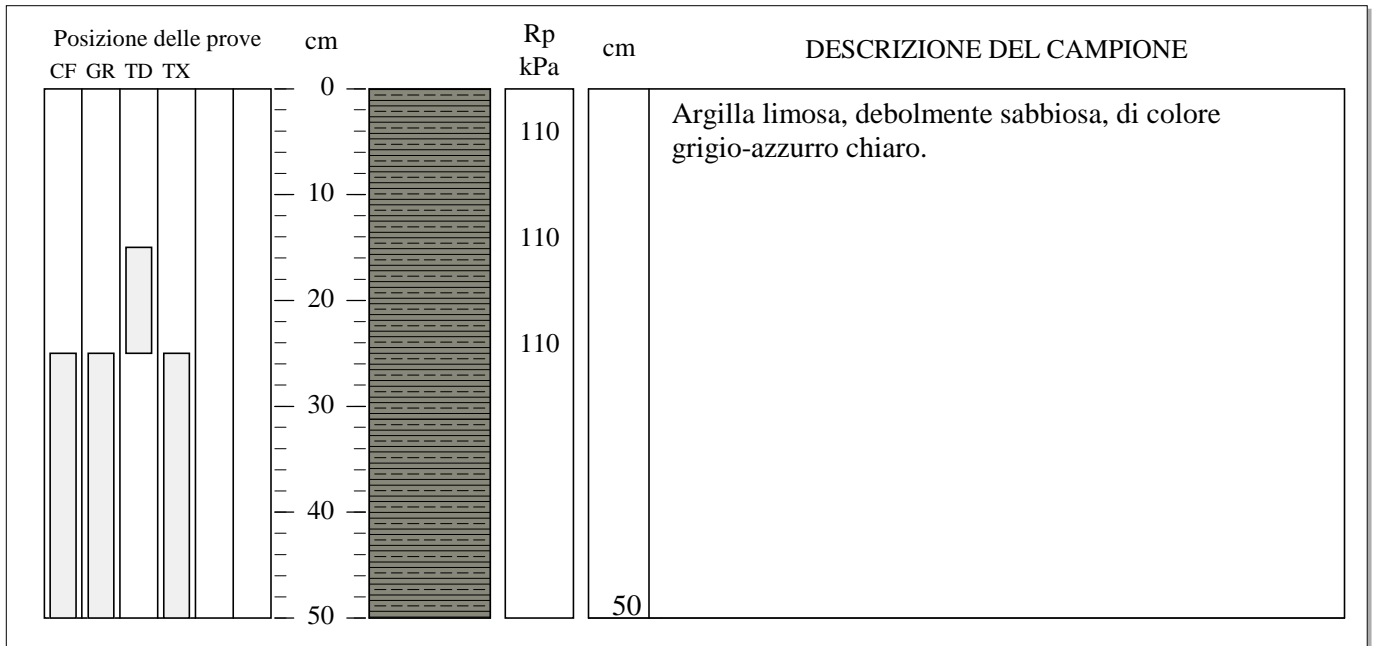 Posizione delle prove
cm
Rp
kPa
cm
DESCRIZIONE DEL CAMPIONE
CF GR TD TX
0
10
20
30
40
50
110
110
110
50
Argilla limosa, debolmente sabbiosa, di colore
grigio-azzurro chiaro.